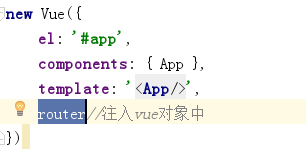 new Vue({
el: '#app',
components: { App },
template: '<App/>',
router//注入vue对象中
})